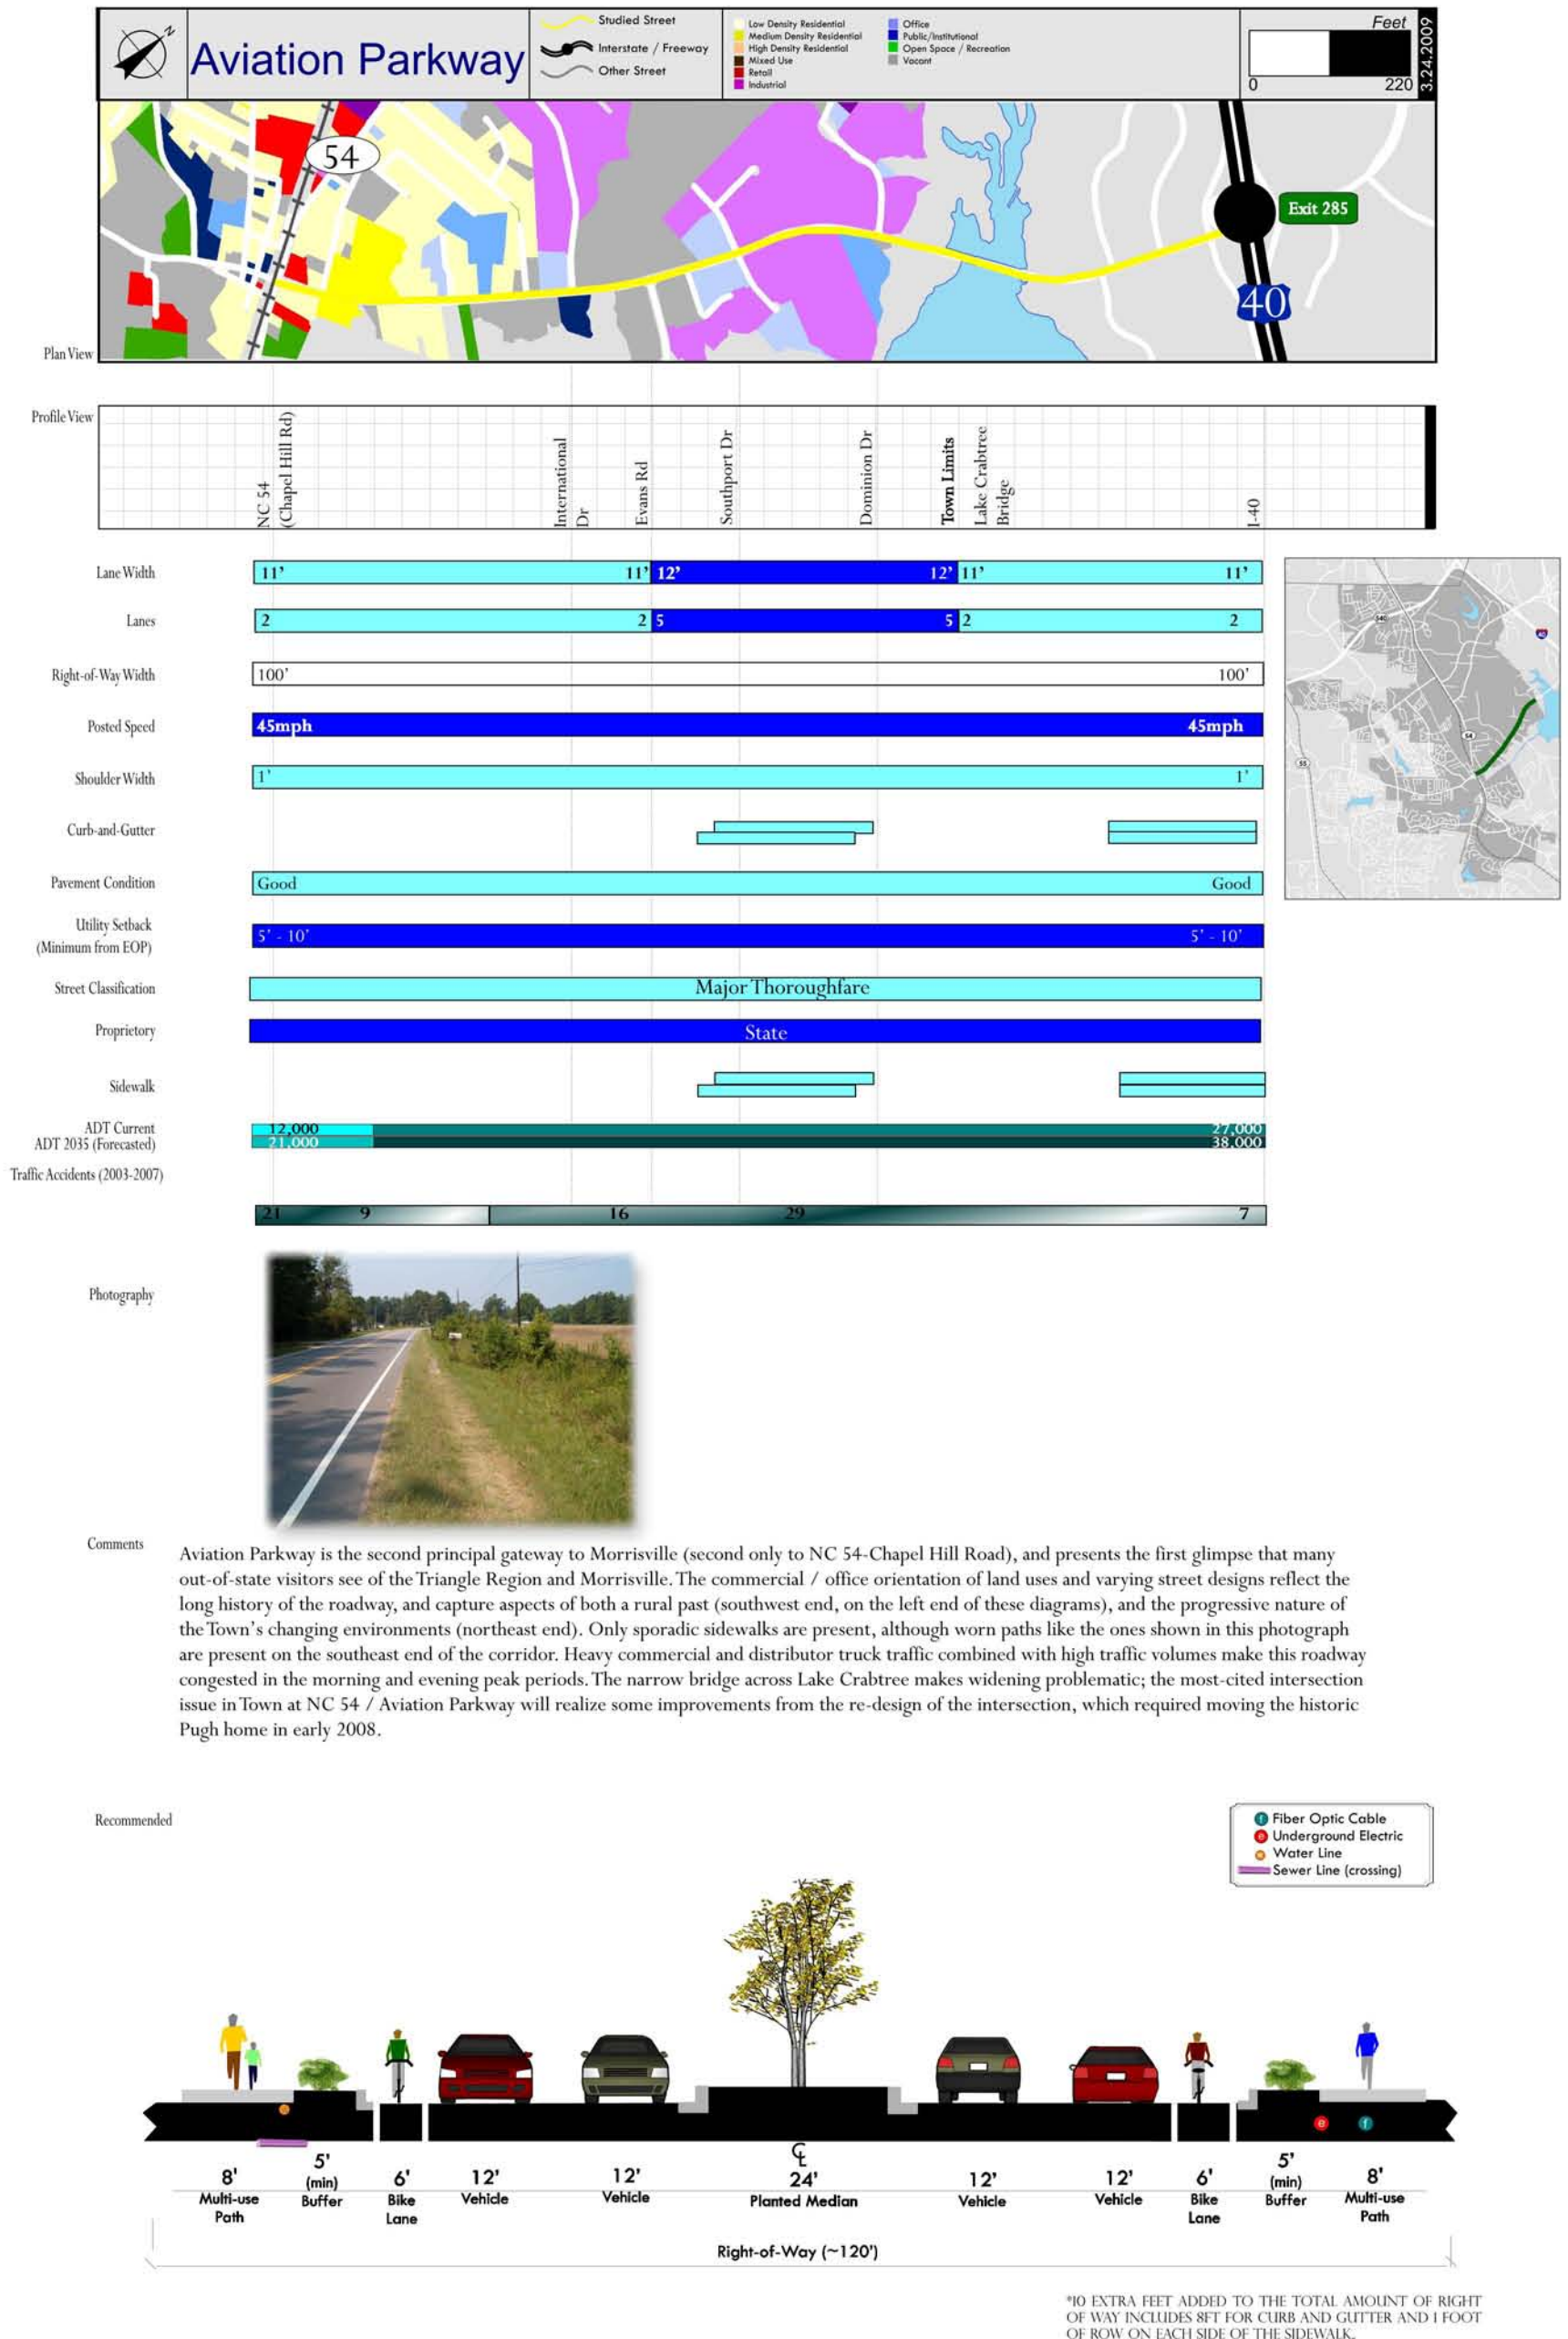 N
Aviation Parkway
Studied Street
Interstate / Freeway
Other Street
Low Density Residential
Medium Density Residential
High Density Residential
Mixed Use
Retail
Industrial
Office
Public/Institutional
Open Space / Recreation
Vacant
Feet
0 220
3.24.2009
54
Exit 285
40
Plan View
Profile View
NC 54
(Chapel Hill Rd)
International
Dr
Evans Rd
Southport Dr
Dominion Dr
Town Limits
Lake Crabtree
Bridge
I-40
Lane Width 11' 11' 12' 12' 11' 11'
Lanes 2 2 5 5 2 2
Right-of-Way Width 100' 100'
Posted Speed 45mph 45mph
Shoulder Width 1' 1'
Curb-and-Gutter
Pavement Condition Good Good
Utility Setback
(Minimum from EOP) 5' - 10' 5' - 10'
Street Classification Major Thoroughfare
Proprietory State
Sidewalk
ADT Current 12,000 27,000
ADT 2035 (Forecasted) 21,000 38,000
Traffic Accidents (2003-2007)
21 9 16 29 7
540
40
54
55
Photography
Comments
Aviation Parkway is the second principal gateway to Morrisville (second only to NC 54-Chapel Hill Road), and presents the first glimpse that many
out-of-state visitors see of the Triangle Region and Morrisville. The commercial / office orientation of land uses and varying street designs reflect the
long history of the roadway, and capture aspects of both a rural past (southwest end, on the left end of these diagrams), and the progressive nature of
the Town's changing environments (northeast end). Only sporadic sidewalks are present, although worn paths like the ones shown in this photograph
are present on the southeast end of the corridor. Heavy commercial and distributor truck traffic combined with high traffic volumes make this roadway
congested in the morning and evening peak periods. The narrow bridge across Lake Crabtree makes widening problematic; the most-cited intersection
issue in Town at NC 54 / Aviation Parkway will realize some improvements from the re-design of the intersection, which required moving the historic
Pugh home in early 2008.
Recommended
f Fiber Optic Cable
e Underground Electric
w Water Line
Sewer Line (crossing)
w
e f
8'
Multi-use
Path
5'
(min)
Buffer
6'
Bike
Lane
12'
Vehicle
12'
Vehicle
CL
24'
Planted Median
12'
Vehicle
12'
Vehicle
6'
Bike
Lane
5'
(min)
Buffer
8'
Multi-use
Path
Right-of-Way (~120')
*10 EXTRA FEET ADDED TO THE TOTAL AMOUNT OF RIGHT
OF WAY INCLUDES 8FT FOR CURB AND GUTTER AND 1 FOOT
OF ROW ON EACH SIDE OF THE SIDEWALK.